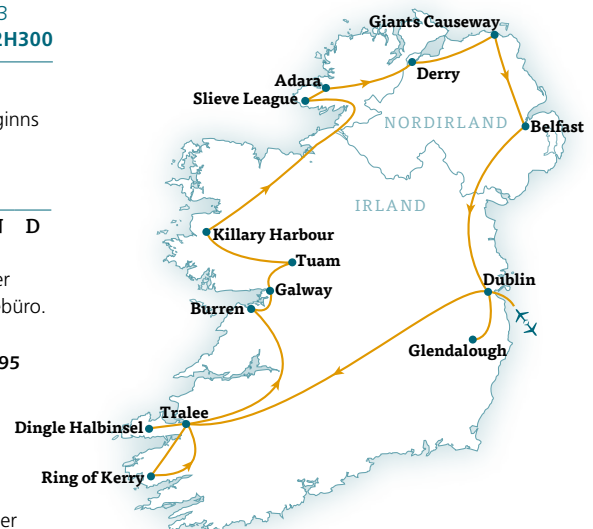 3
2H300
ginns
N D
er
büro.
95
er
Giants Causeway
Derry
Adara
Slieve League
NORDIRLAND
Belfast
IRLAND
Killary Harbour
Tuam
Galway
Burren
Dublin
Glendalough
Tralee
Dingle Halbinsel
Ring of Kerry